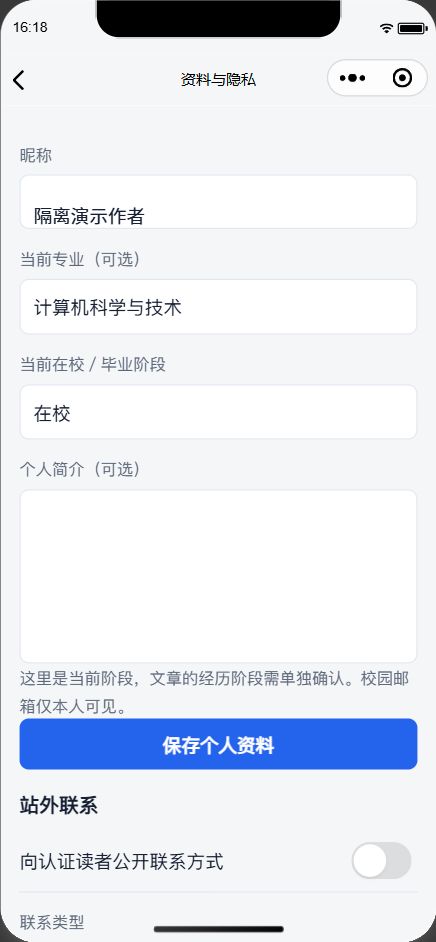 16:18
资料与隐私
昵称
隔离演示作者
当前专业（可选）
计算机科学与技术
当前在校 / 毕业阶段
在校
个人简介（可选）
这里是当前阶段，文章的经历阶段需单独确认。校园邮
箱仅本人可见。
保存个人资料
站外联系
向认证读者公开联系方式
联系类型